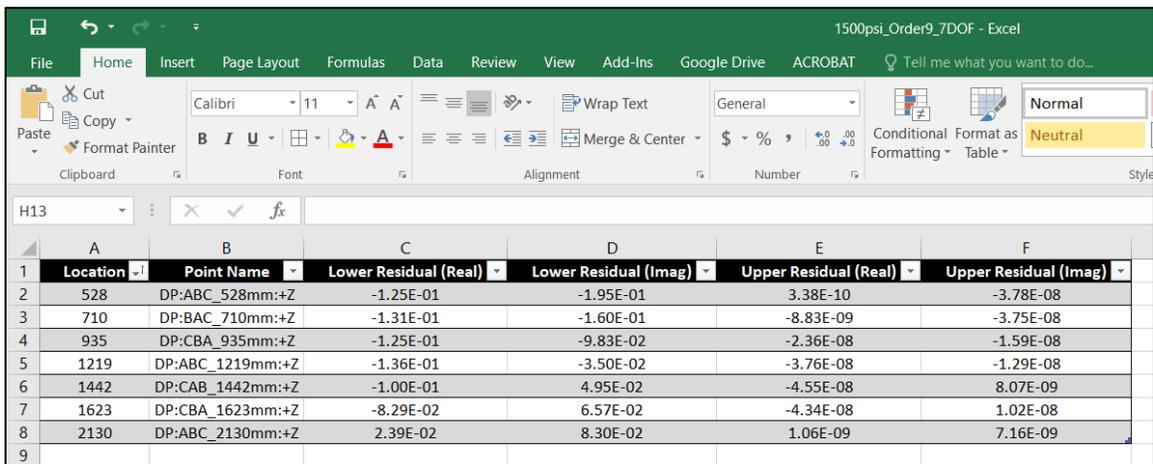 1500psi_Order9_7DOF - Excel
File Home Insert Page Layout Formulas Data Review View Add-Ins Google Drive ACROBAT Tell me what you want to do...
Cut
Copy
Format Painter
Paste
Calibri 11 A A
B I U A
Wrap Text
Merge & Center
General
$ % , .0 .00 .00 .0
Conditional Formatting
Format as Table
Normal
Neutral
Clipboard Font Alignment Number Style
H13 fx
A B C D E F
1 Location Point Name Lower Residual (Real) Lower Residual (Imag) Upper Residual (Real) Upper Residual (Imag)
2 528 DP:ABC_528mm:+Z -1.25E-01 -1.95E-01 3.38E-10 -3.78E-08
3 710 DP:BAC_710mm:+Z -1.31E-01 -1.60E-01 -8.83E-09 -3.75E-08
4 935 DP:CBA_935mm:+Z -1.25E-01 -9.83E-02 -2.36E-08 -1.59E-08
5 1219 DP:ABC_1219mm:+Z -1.36E-01 -3.50E-02 -3.76E-08 -1.29E-08
6 1442 DP:CAB_1442mm:+Z -1.00E-01 4.95E-02 -4.55E-08 8.07E-09
7 1623 DP:CBA_1623mm:+Z -8.29E-02 6.57E-02 -4.34E-08 1.02E-08
8 2130 DP:ABC_2130mm:+Z 2.39E-02 8.30E-02 1.06E-09 7.16E-09
9